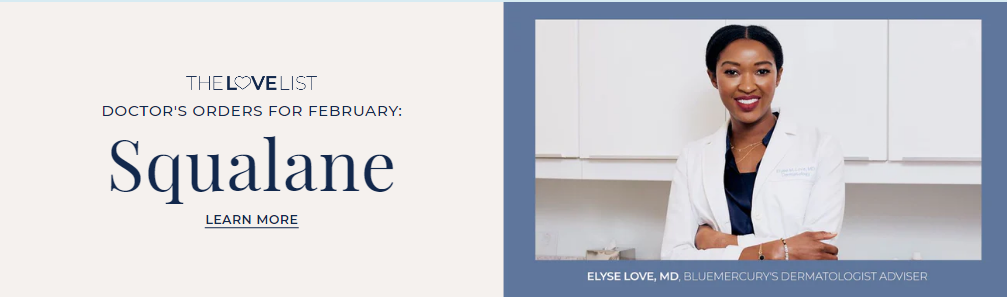 THE LOVE LIST
DOCTOR'S ORDERS FOR FEBRUARY:
Squalane
LEARN MORE
ELYSE LOVE, MD, BLUEMERCURY'S DERMATOLOGIST ADVISER